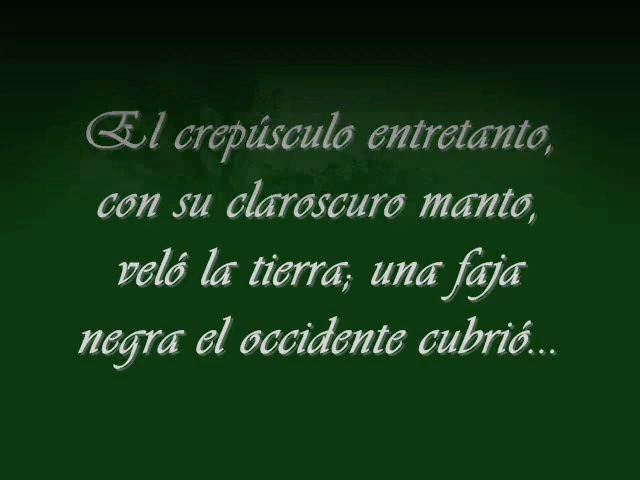 El crepúsculo entretanto,
con su claroscuro manto,
veló la tierra; una faja
negra el occidente cubrió...